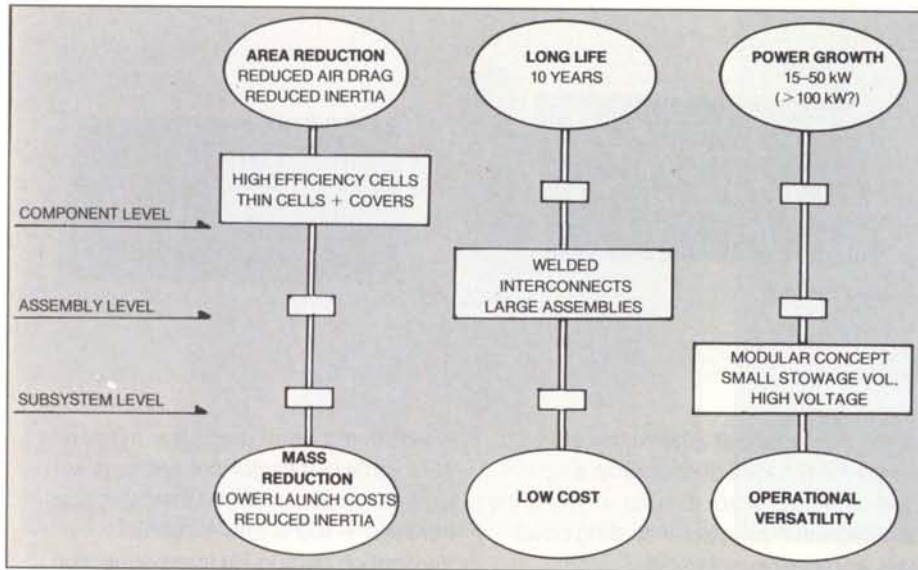 AREA REDUCTION
REDUCED AIR DRAG
REDUCED INERTIA
LONG LIFE
10 YEARS
POWER GROWTH
15–50 kW
(>100 kW?)
HIGH EFFICIENCY CELLS
THIN CELLS + COVERS
COMPONENT LEVEL
WELDED
INTERCONNECTS
LARGE ASSEMBLIES
ASSEMBLY LEVEL
MODULAR CONCEPT
SMALL STOWAGE VOL.
HIGH VOLTAGE
SUBSYSTEM LEVEL
MASS
REDUCTION
LOWER LAUNCH COSTS
REDUCED INERTIA
LOW COST
OPERATIONAL
VERSATILITY